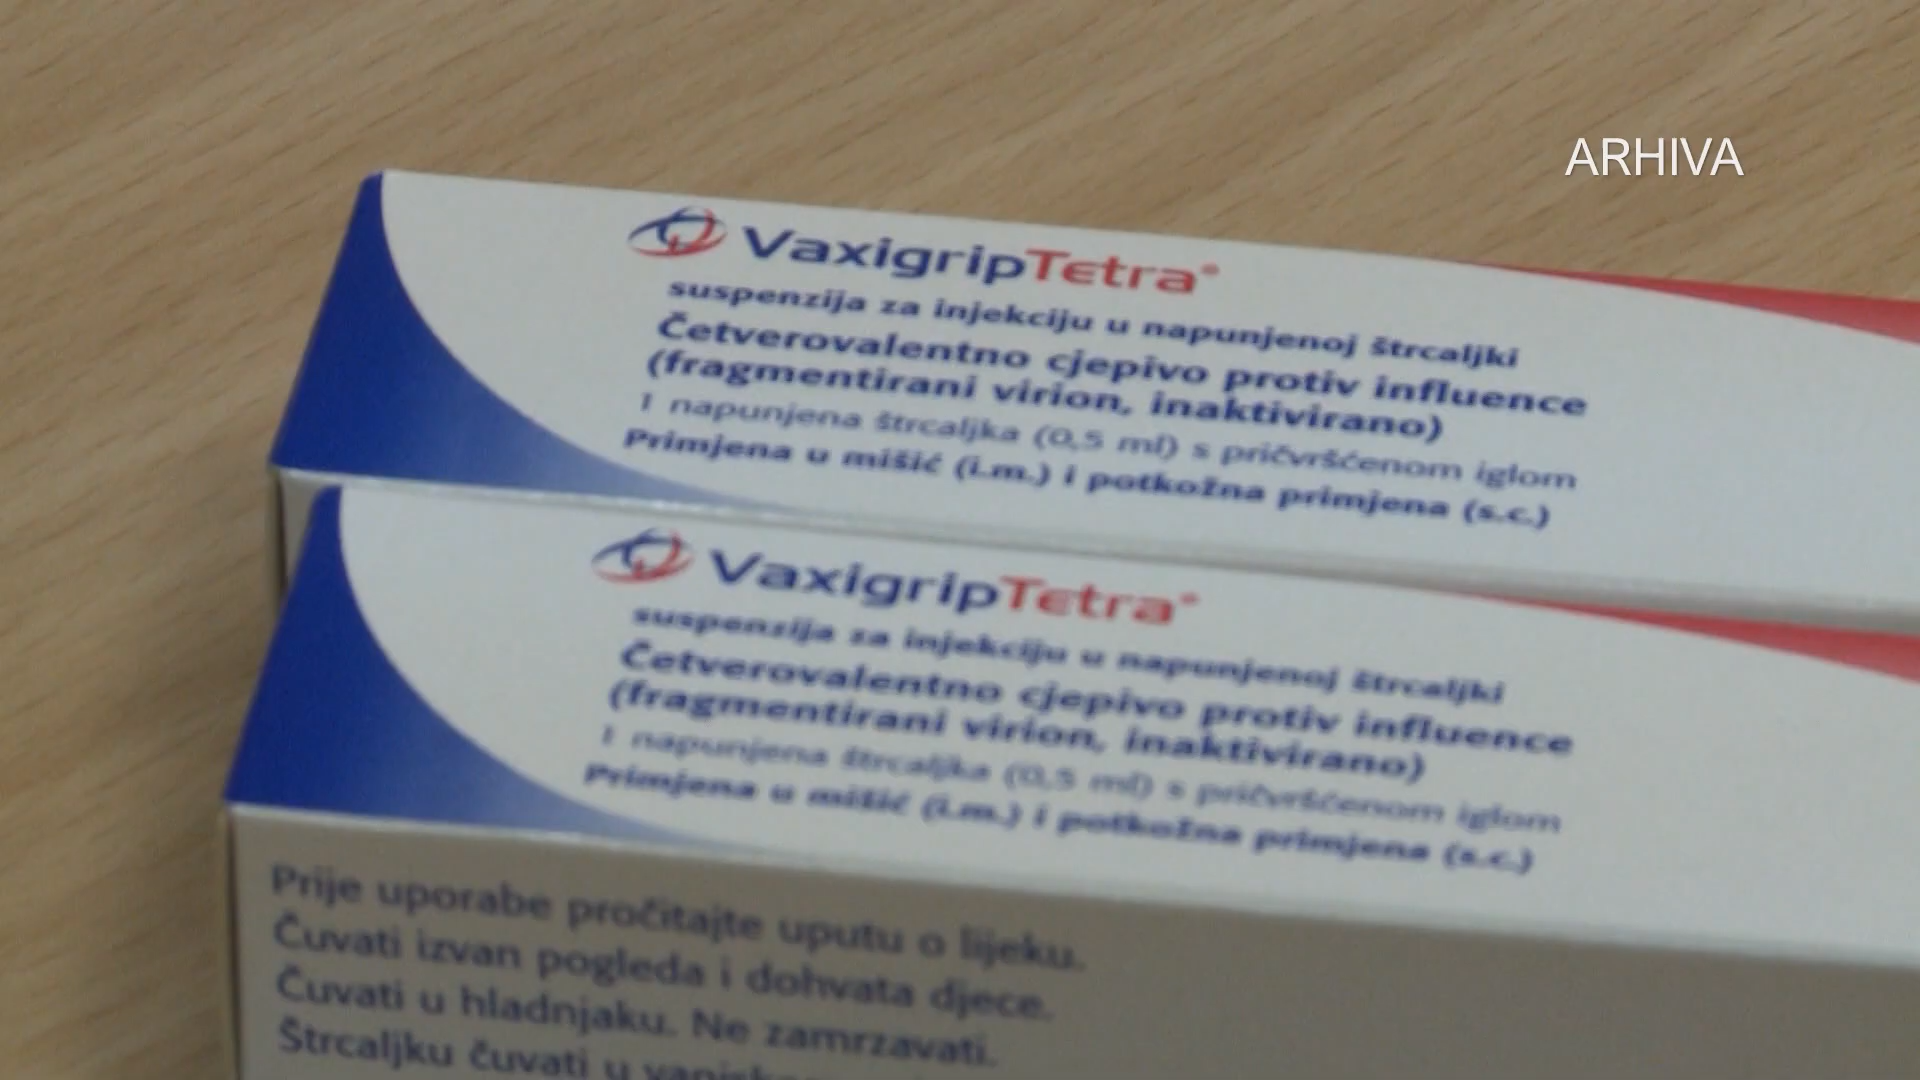 ARHIVA
VaxigripTetra®
suspenzija za injekciju u napunjenoj štrcaljki
Četverovalentno cjepivo protiv influence
(fragmentirani virion, inaktivirano)
1 napunjena štrcaljka (0,5 ml) s pričvršćenom iglom
Primjena u mišić (i.m.) i potkožna primjena (s.c.)
VaxigripTetra®
suspenzija za injekciju u napunjenoj štrcaljki
Četverovalentno cjepivo protiv influence
(fragmentirani virion, inaktivirano)
1 napunjena štrcaljka (0,5 ml) s pričvršćenom iglom
Primjena u mišić (i.m.) i potkožna primjena (s.c.)
Prije uporabe pročitajte uputu o lijeku.
Čuvati izvan pogleda i dohvata djece.
Čuvati u hladnjaku. Ne zamrzavati.
Štrcaljku čuvati u